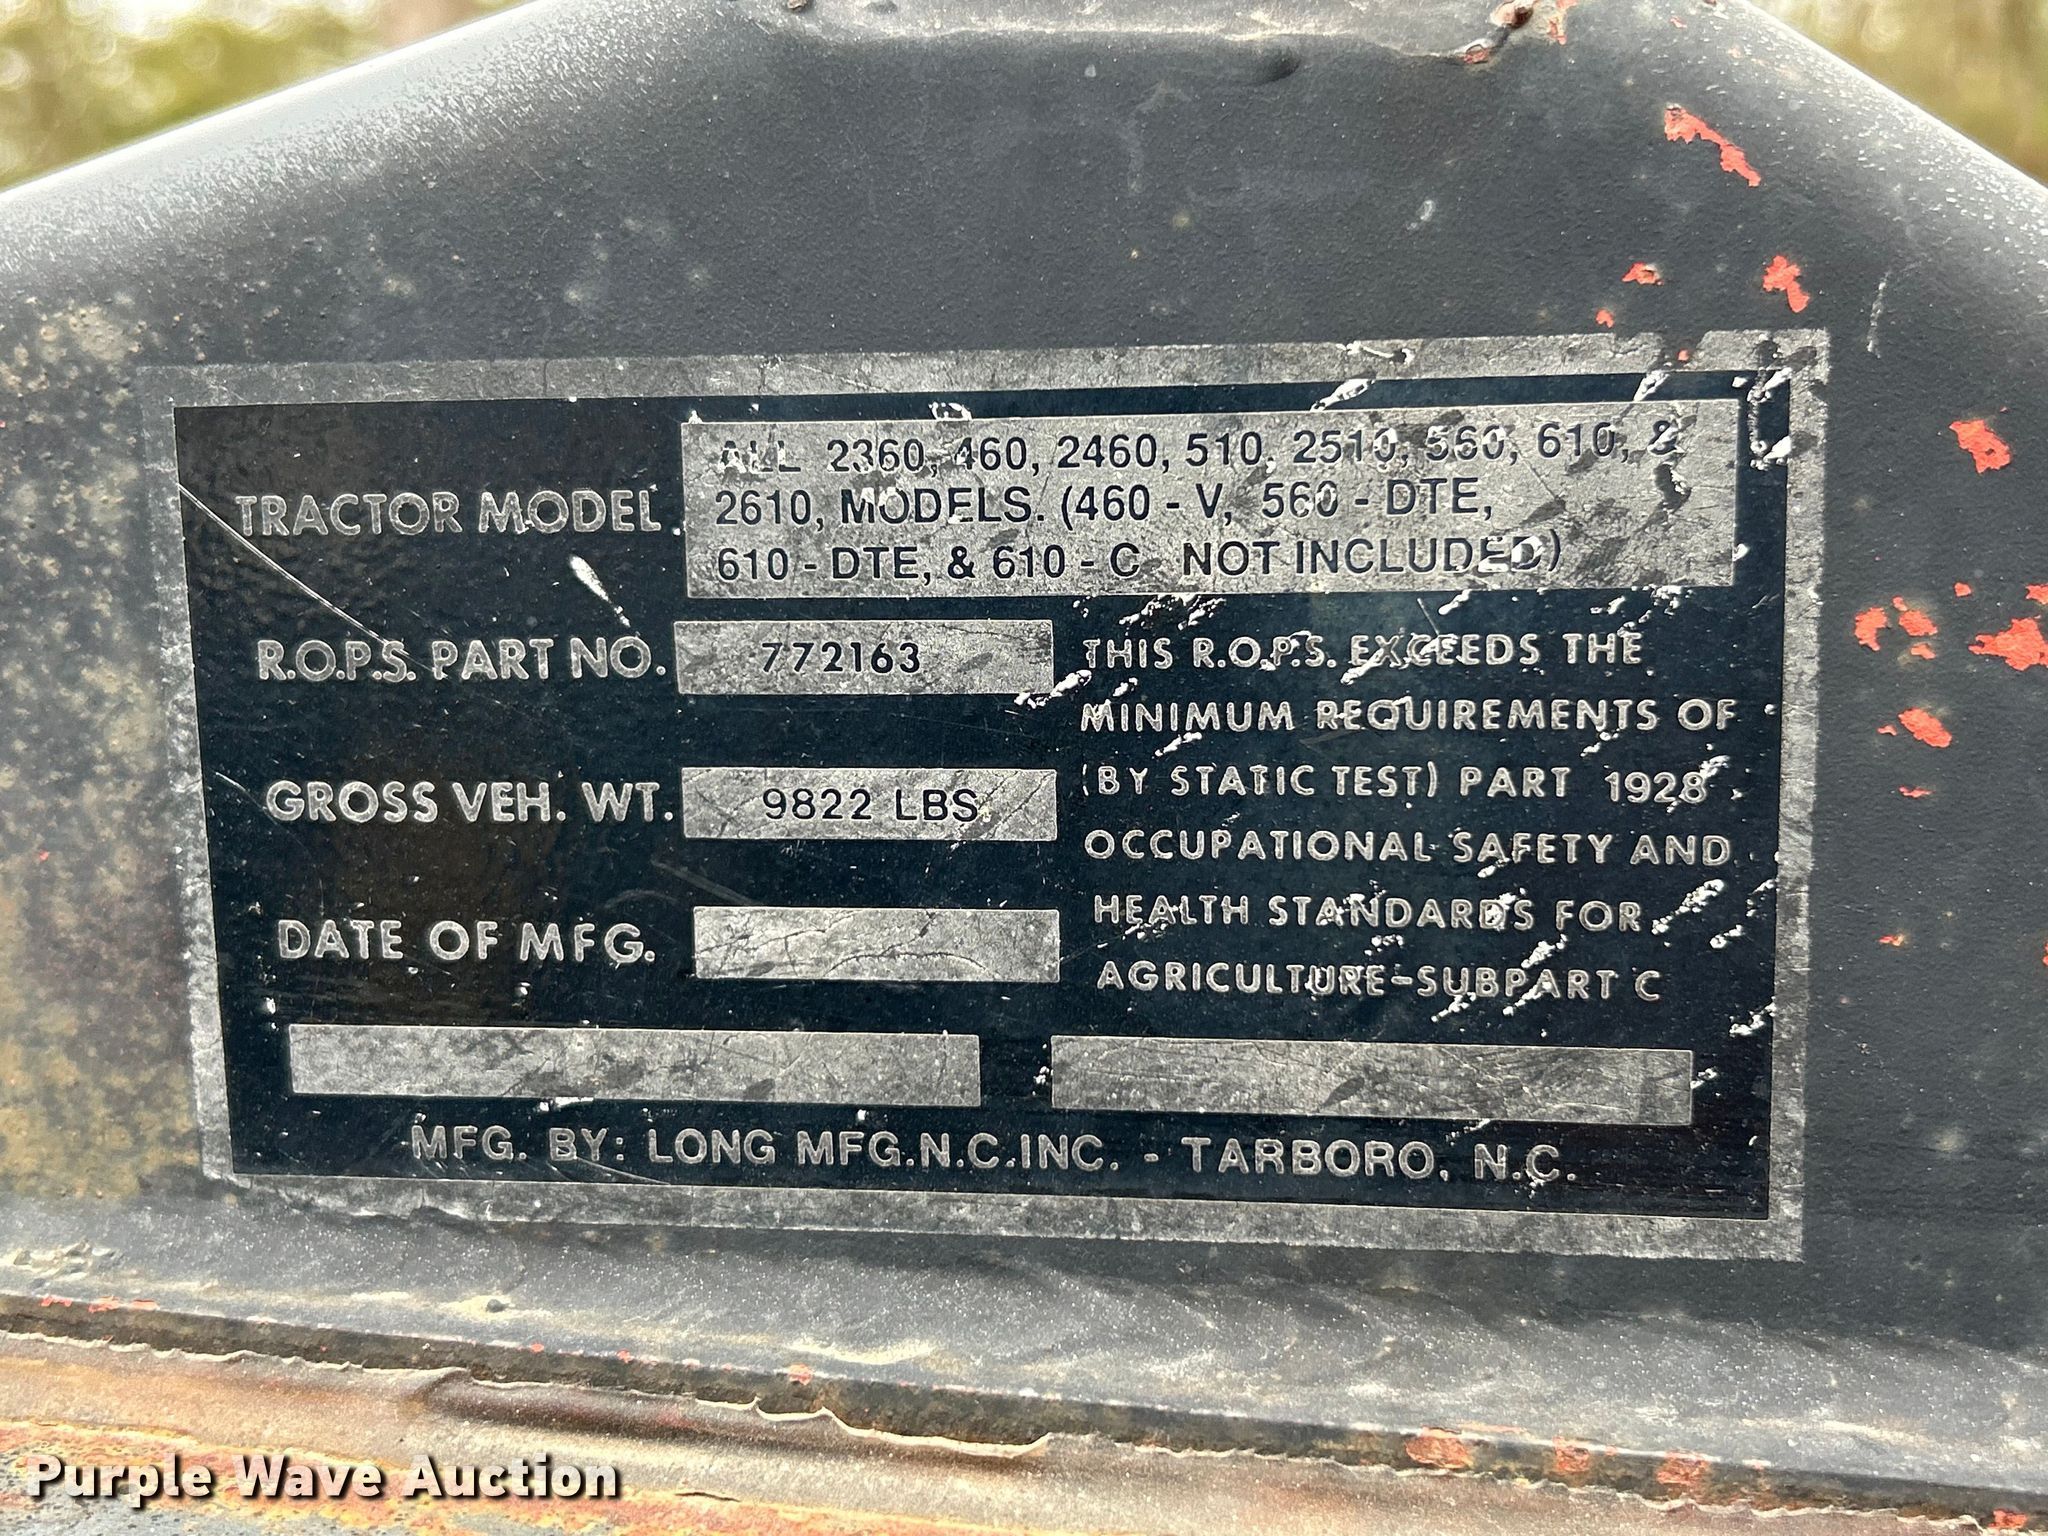 TRACTOR MODEL
ALL 2360, 460, 2460, 510, 2510, 560, 610, &
2610, MODELS. (460 - V, 560 - DTE,
610 - DTE, & 610 - C NOT INCLUDED)
R.O.P.S. PART NO. 772163
GROSS VEH. WT. 9822 LBS
DATE OF MFG.
THIS R.O.P.S. EXCEEDS THE
MINIMUM REQUIREMENTS OF
(BY STATIC TEST) PART 1928
OCCUPATIONAL SAFETY AND
HEALTH STANDARDS FOR
AGRICULTURE-SUBPART C
MFG. BY: LONG MFG.N.C.INC. - TARBORO, N.C.
Purple Wave Auction